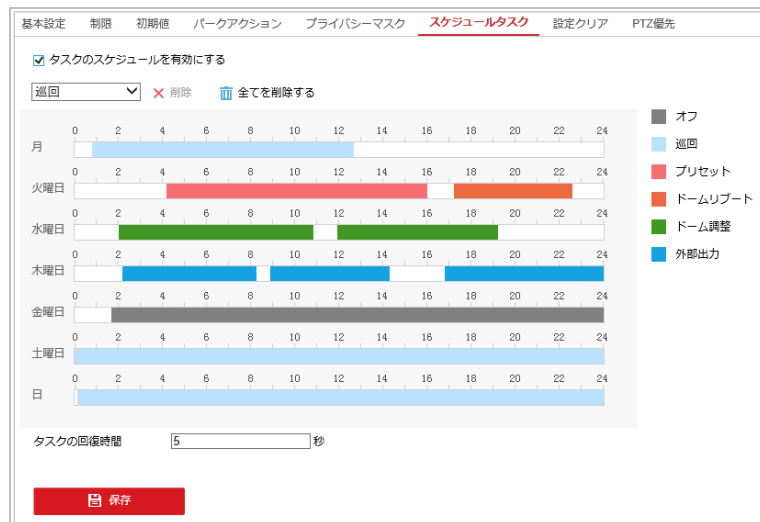 基本設定 制限 初期値 パークアクション プライバシーマスク スケジュールタスク 設定クリア PTZ優先
タスクのスケジュールを有効にする
巡回 削除 全てを削除する
0 2 4 6 8 10 12 14 16 18 20 22 24
月
0 2 4 6 8 10 12 14 16 18 20 22 24
火曜日
0 2 4 6 8 10 12 14 16 18 20 22 24
水曜日
0 2 4 6 8 10 12 14 16 18 20 22 24
木曜日
0 2 4 6 8 10 12 14 16 18 20 22 24
金曜日
0 2 4 6 8 10 12 14 16 18 20 22 24
土曜日
0 2 4 6 8 10 12 14 16 18 20 22 24
日
オフ
巡回
プリセット
ドームリブート
ドーム調整
外部出力
タスクの回復時間 5 秒
保存